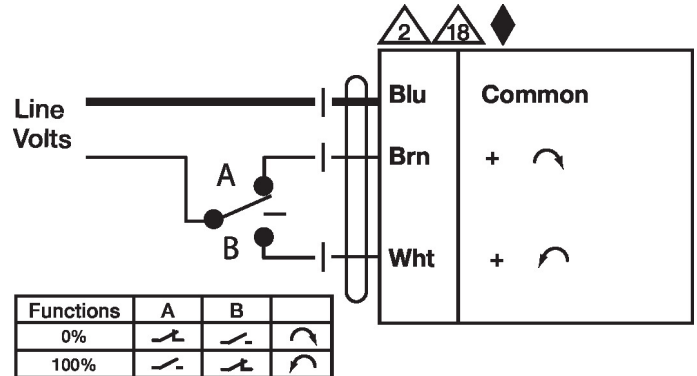 2 18
Line
Volts
Blu Common
Brn +
A
B
Wht +
Functions A B
0%
100%